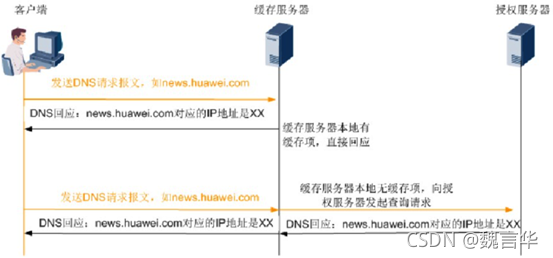 客户端
缓存服务器
授权服务器
发送DNS请求报文，如news.huawei.com
DNS回应：news.huawei.com对应的IP地址是XX
缓存服务器本地有
缓存项，直接回应
发送DNS请求报文，如news.huawei.com
缓存服务器本地无缓存项，向授
权服务器发起查询请求
DNS回应：news.huawei.com对应的IP地址是XX
DNS回应：news.huawei.com对应的IP地址是XX
CSDN @魏言华